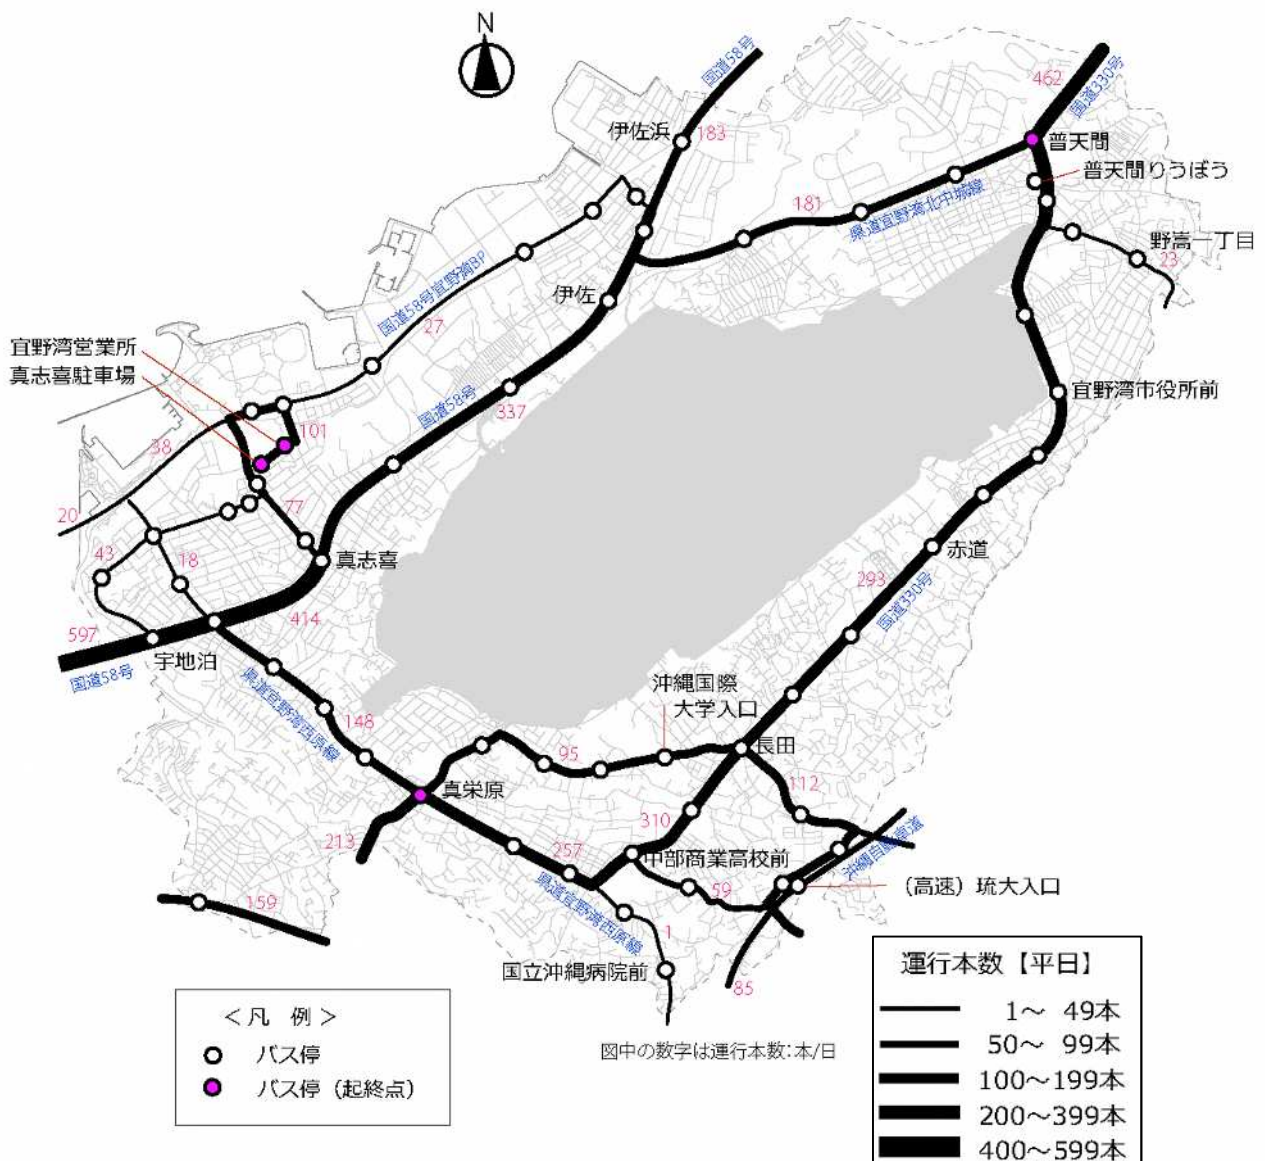 N
国道58号
462
国道330号
伊佐浜
183
普天間
普天間りうぼう
181
県道宜野湾北中城線
野嵩一丁目
23
伊佐
国道58号宜野湾BP
27
宜野湾営業所
真志喜駐車場
国道58号
337
宜野湾市役所前
101
38
20
77
43
18
真志喜
赤道
293
国道330号
414
597
宇地泊
国道58号
県道宜野湾西原線
沖縄国際
大学入口
148
95
長田
112
真栄原
310
213
257
中部商業高校前
沖縄自動車道
県道宜野湾西原線
59
(高速) 琉大入口
159
1
国立沖縄病院前
85
図中の数字は運行本数:本/日
<凡 例>
バス停
バス停 (起終点)
運行本数【平日】
1~ 49本
50~ 99本
100~199本
200~399本
400~599本